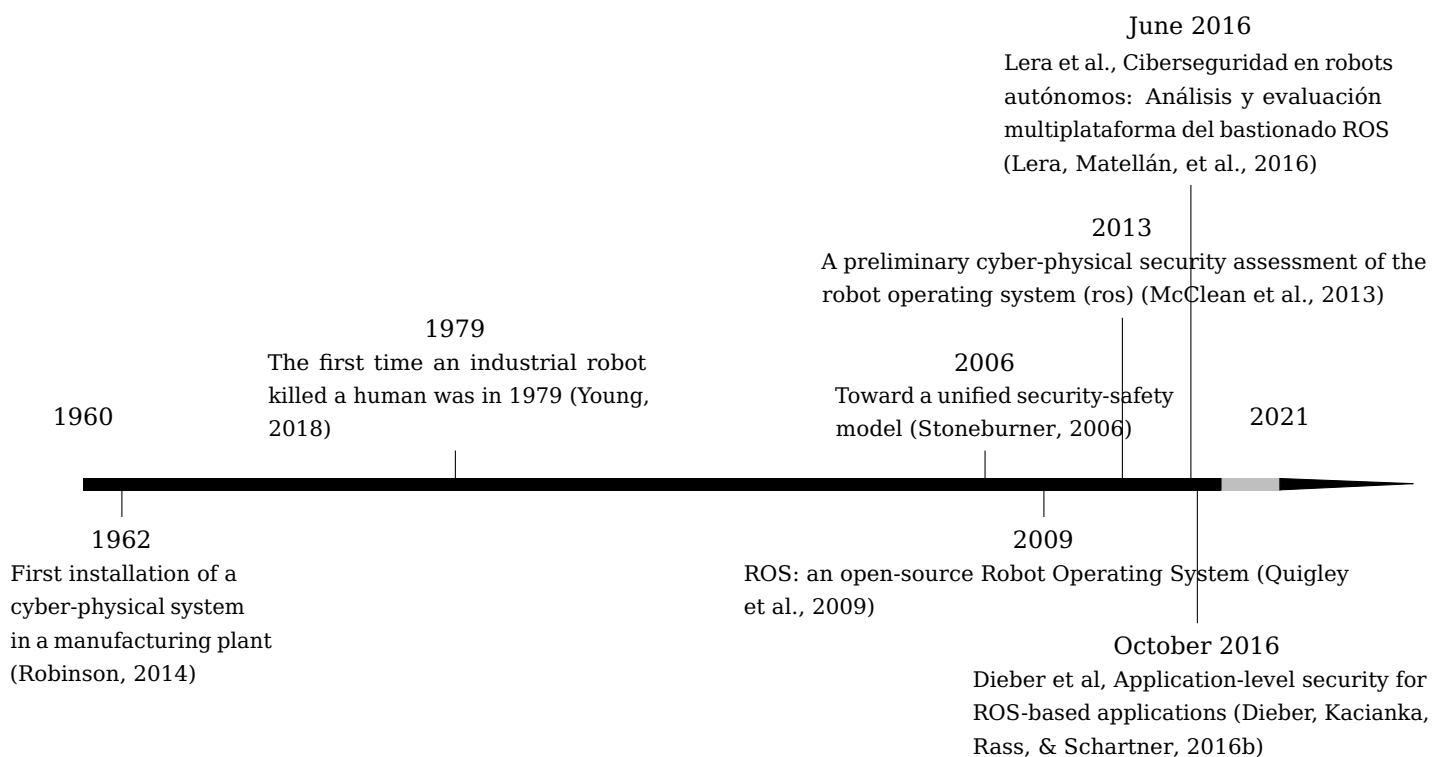 June 2016
Lera et al., Ciberseguridad en robots
autónomos: Análisis y evaluación
multiplataforma del bastionado ROS
(Lera, Matellán, et al., 2016)
2013
A preliminary cyber-physical security assessment of the
robot operating system (ros) (McClean et al., 2013)
1979
The first time an industrial robot
killed a human was in 1979 (Young,
2018)
2006
Toward a unified security-safety
model (Stoneburner, 2006)
1960
2021
1962
First installation of a
cyber-physical system
in a manufacturing plant
(Robinson, 2014)
2009
ROS: an open-source Robot Operating System (Quigley
et al., 2009)
October 2016
Dieber et al, Application-level security for
ROS-based applications (Dieber, Kacianka,
Rass, & Schartner, 2016b)